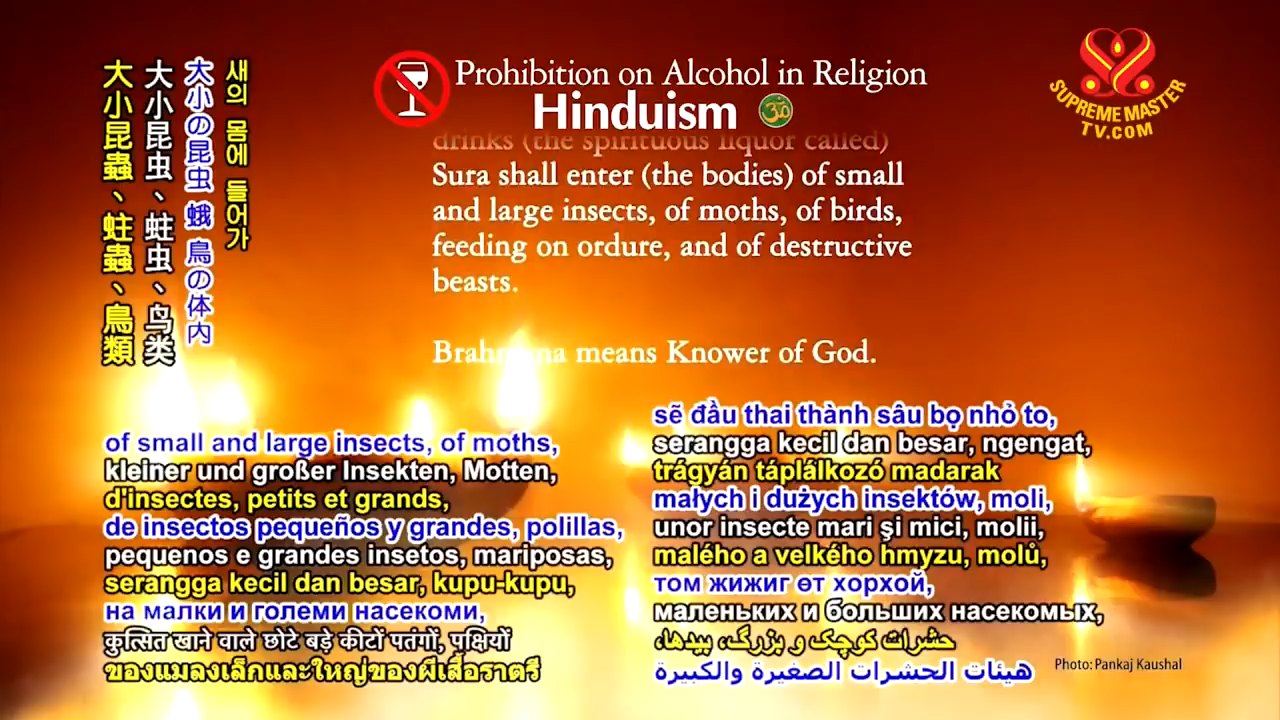 Prohibition on Alcohol in Religion
Hinduism ॐ
drinks (the spirituous liquor called)
Sura shall enter (the bodies) of small
and large insects, of moths, of birds,
feeding on ordure, and of destructive
beasts.
Brahmana means Knower of God.
SUPREME MASTER
TV.COM
새의 몸에 들어가
大小の昆虫 蛾 鳥の体内
大小昆虫、蛀虫、鸟类
大小昆蟲、蛀蟲、鳥類
of small and large insects, of moths,
kleiner und großer Insekten, Motten,
d'insectes, petits et grands,
de insectos pequeños y grandes, polillas,
pequenos e grandes insetos, mariposas,
serangga kecil dan besar, kupu-kupu,
на малки и големи насекоми,
कुत्सित खाने वाले छोटे बड़े कीटों पतंगों, पक्षियों
ของแมลงเล็กและใหญ่ของผีเสื้อราตรี
sẽ đầu thai thành sâu bọ nhỏ to,
serangga kecil dan besar, ngengat,
trágyán táplálkozó madarak
małych i dużych insektów, moli,
unor insecte mari şi mici, molii,
malého a velkého hmyzu, molů,
том жижиг өт хорхой,
маленьких и больших насекомых,
حشرات کوچک و بزرگ، بیدها،
هيئات الحشرات الصغيرة والكبيرة
Photo: Pankaj Kaushal